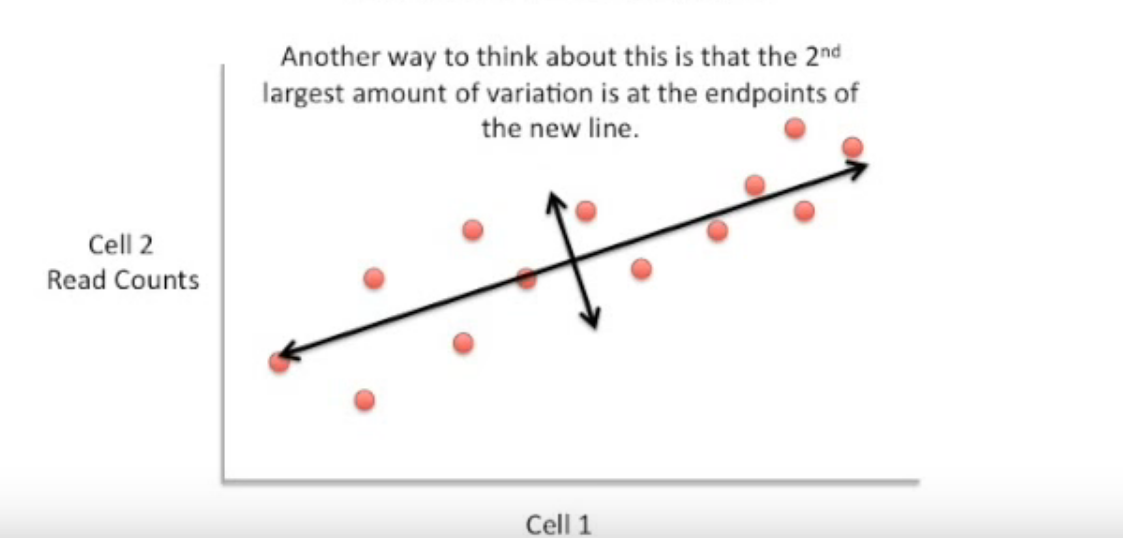 Another way to think about this is that the 2nd
largest amount of variation is at the endpoints of
the new line.
Cell 2
Read Counts
Cell 1